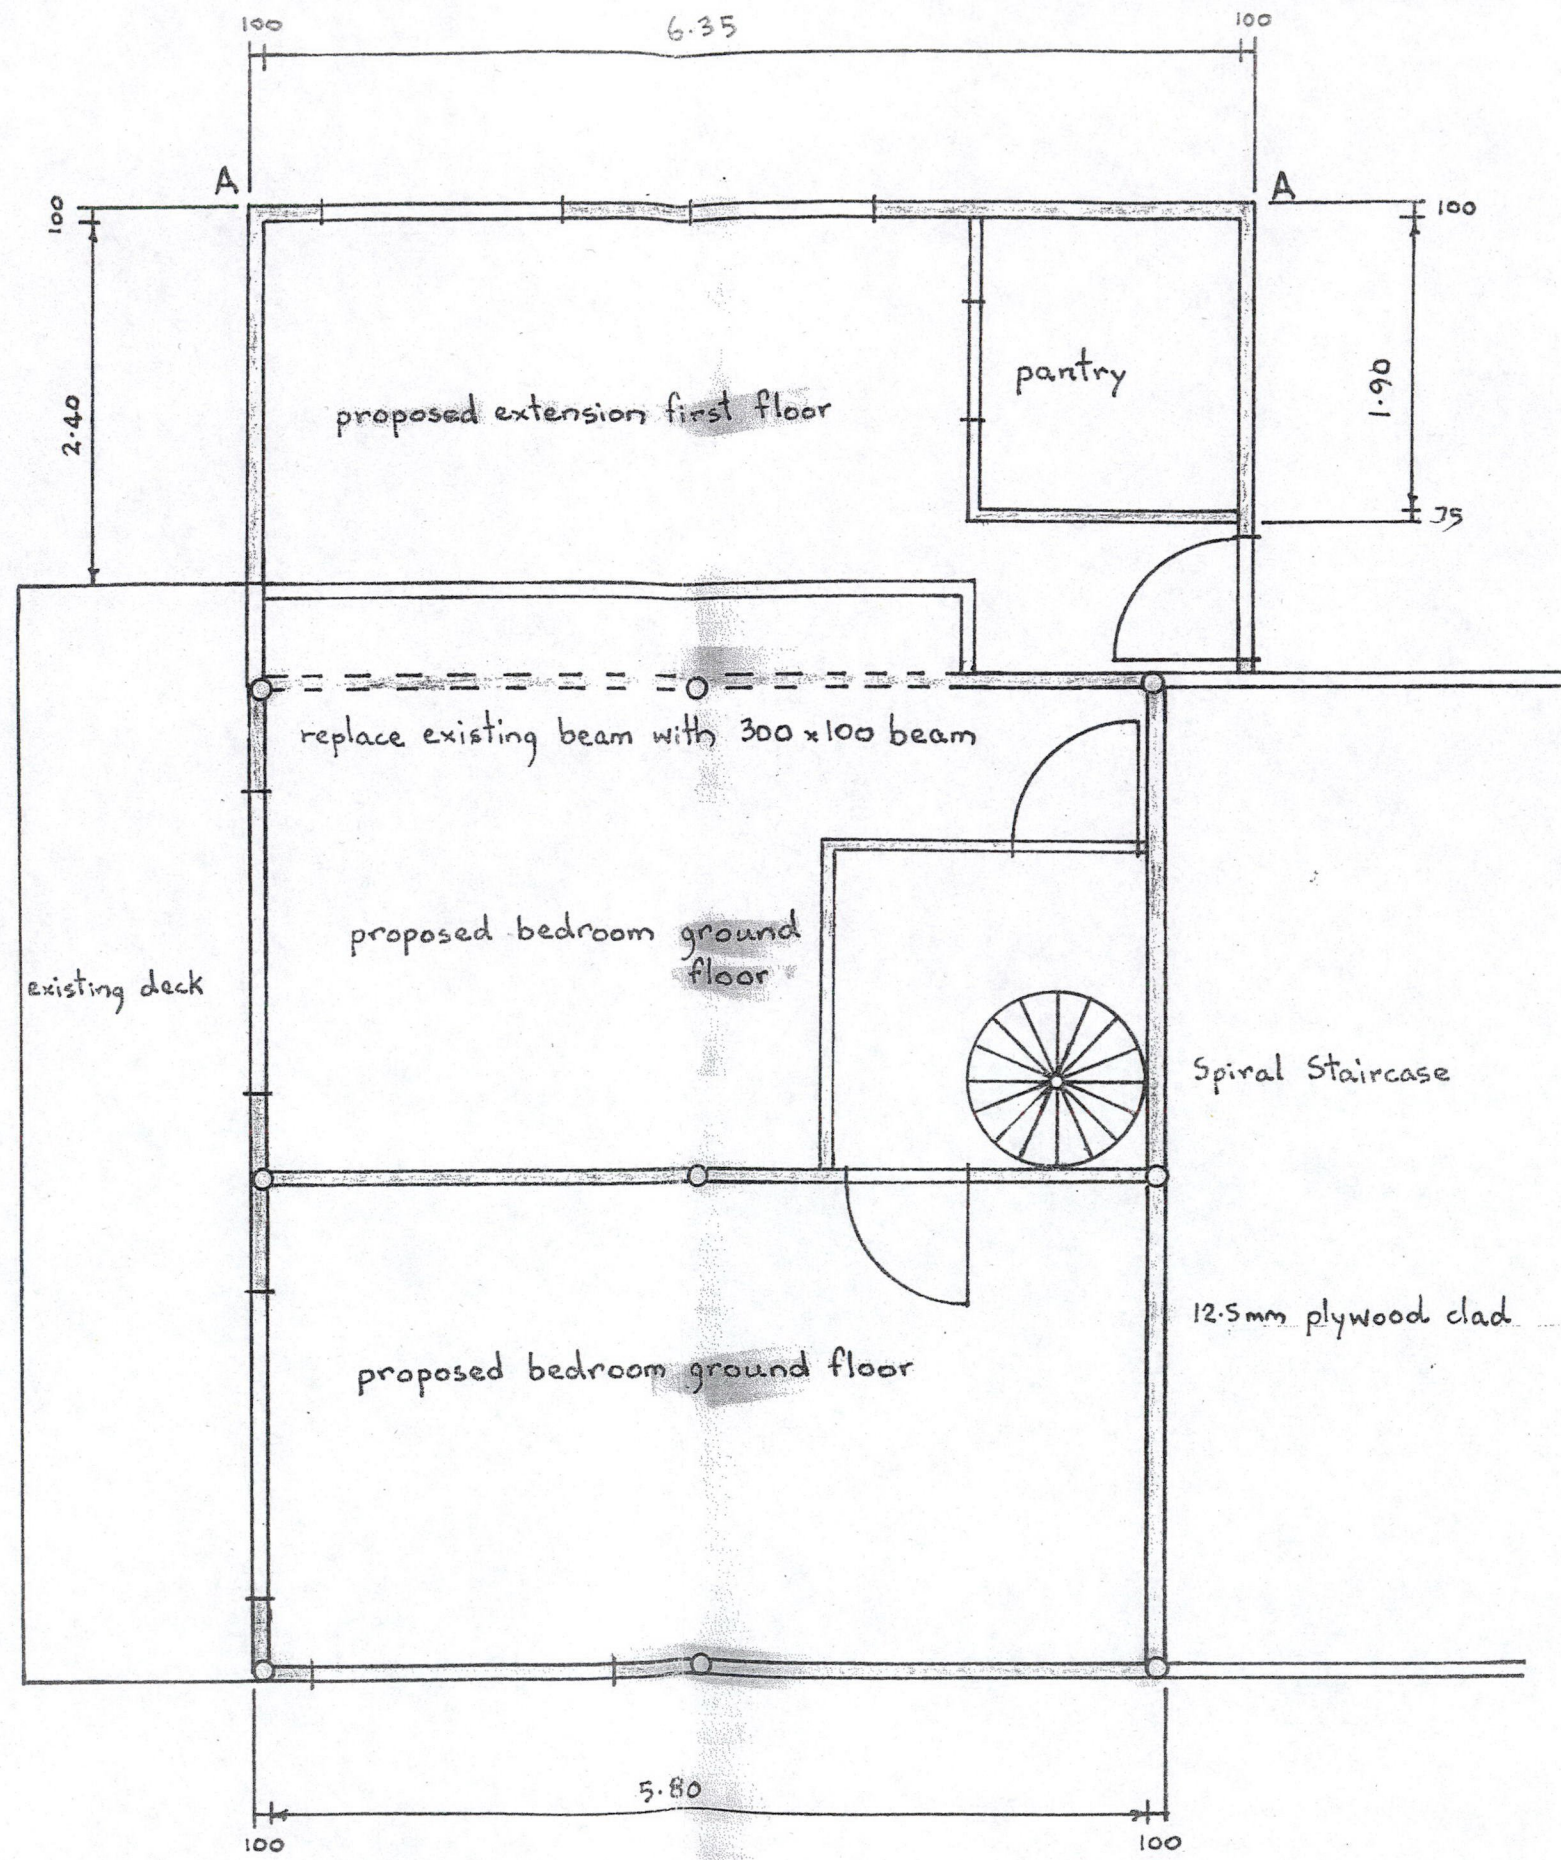 100
6.35
100
A
A
100
100
2.40
1.90
pantry
proposed extension first floor
75
replace existing beam with 300 x 100 beam
proposed bedroom ground
floor
existing deck
Spiral Staircase
12.5mm plywood clad
proposed bedroom ground floor
5.80
100
100